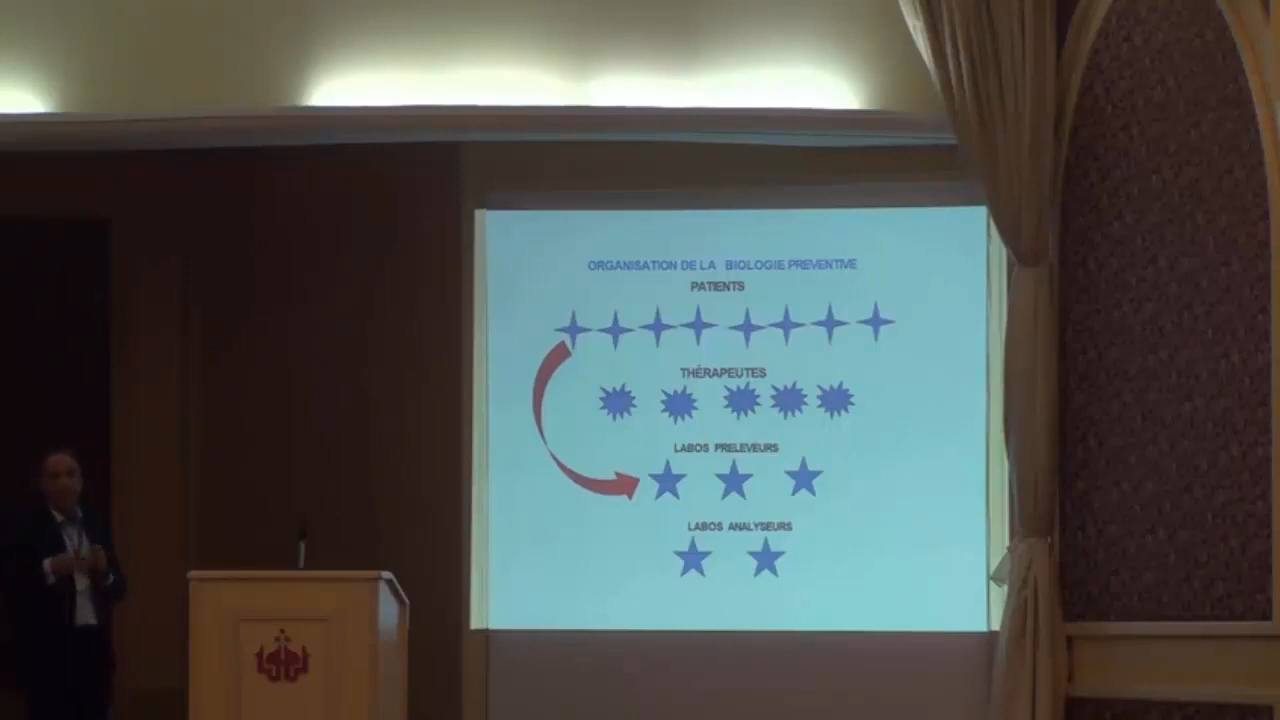 ORGANISATION DE LA BIOLOGIE PREVENTIVE
PATIENTS
THÉRAPEUTES
LABOS PRELEVEURS
LABOS ANALYSEURS